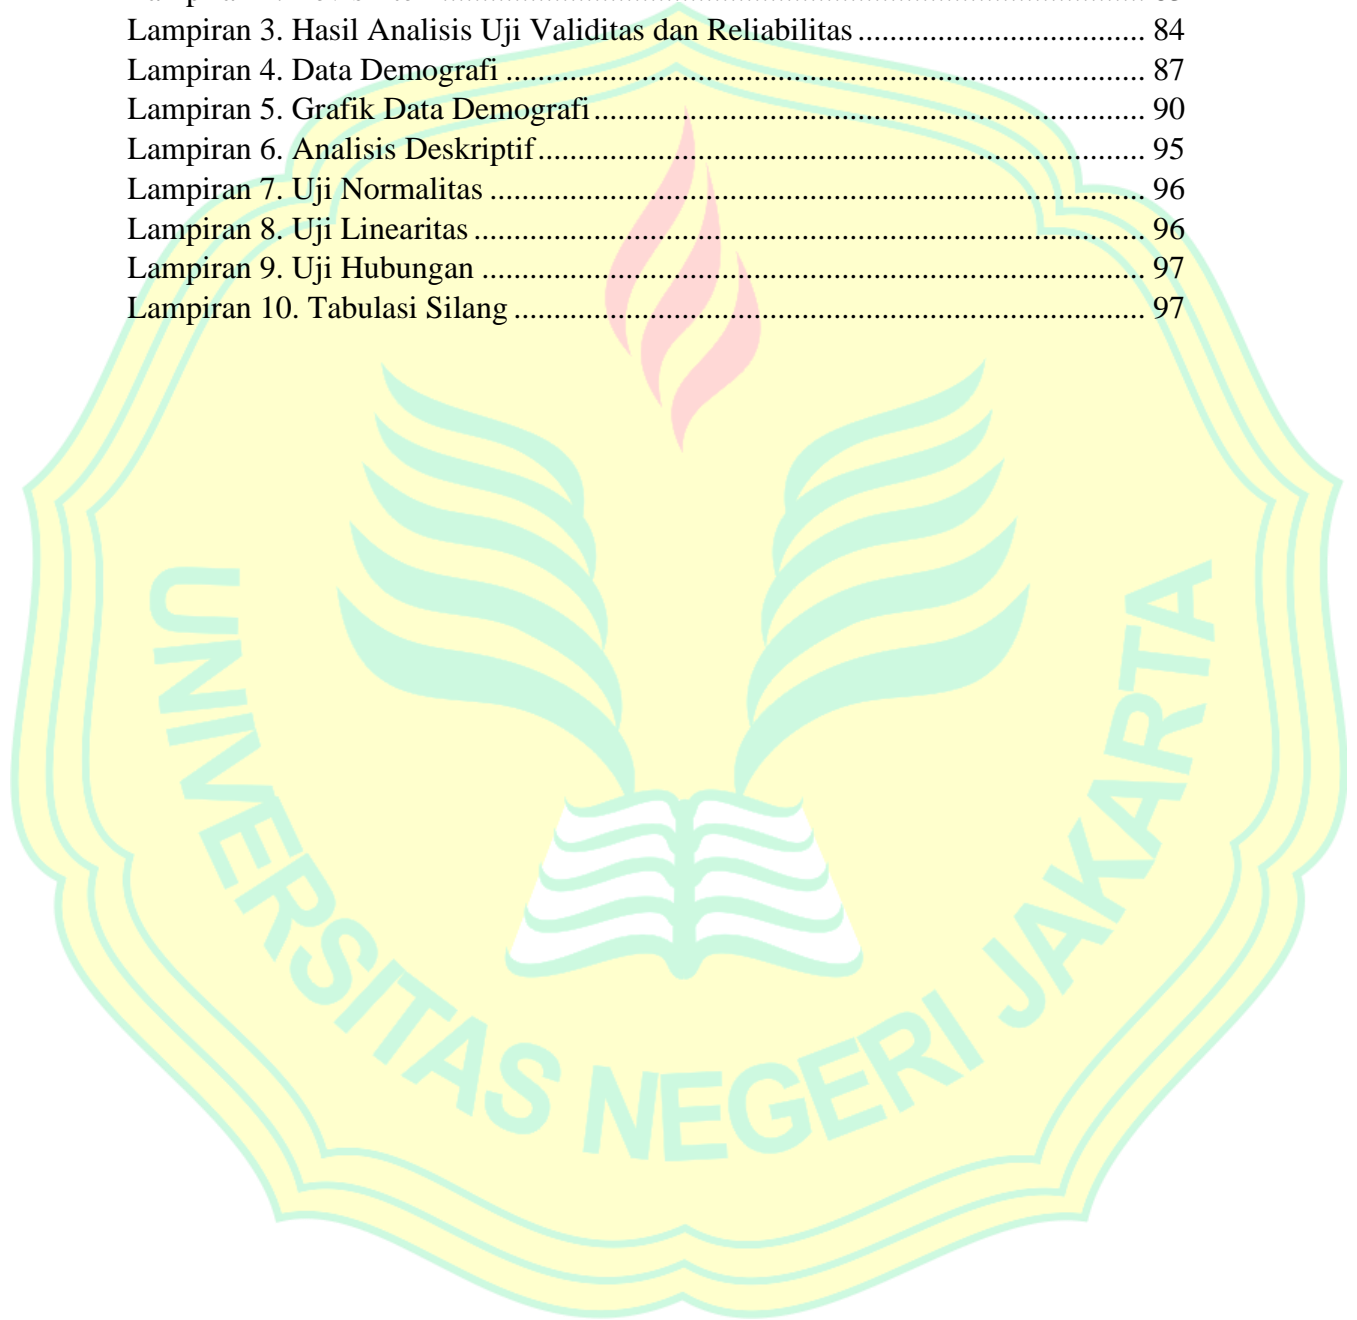 Lampiran 3. Hasil Analisis Uji Validitas dan Reliabilitas .................................. 84
Lampiran 4. Data Demografi ............................................................................... 87
Lampiran 5. Grafik Data Demografi .................................................................... 90
Lampiran 6. Analisis Deskriptif ........................................................................... 95
Lampiran 7. Uji Normalitas ................................................................................. 96
Lampiran 8. Uji Linearitas ................................................................................... 96
Lampiran 9. Uji Hubungan .................................................................................. 97
Lampiran 10. Tabulasi Silang .............................................................................. 97
UNIVERSITAS NEGERI JAKARTA